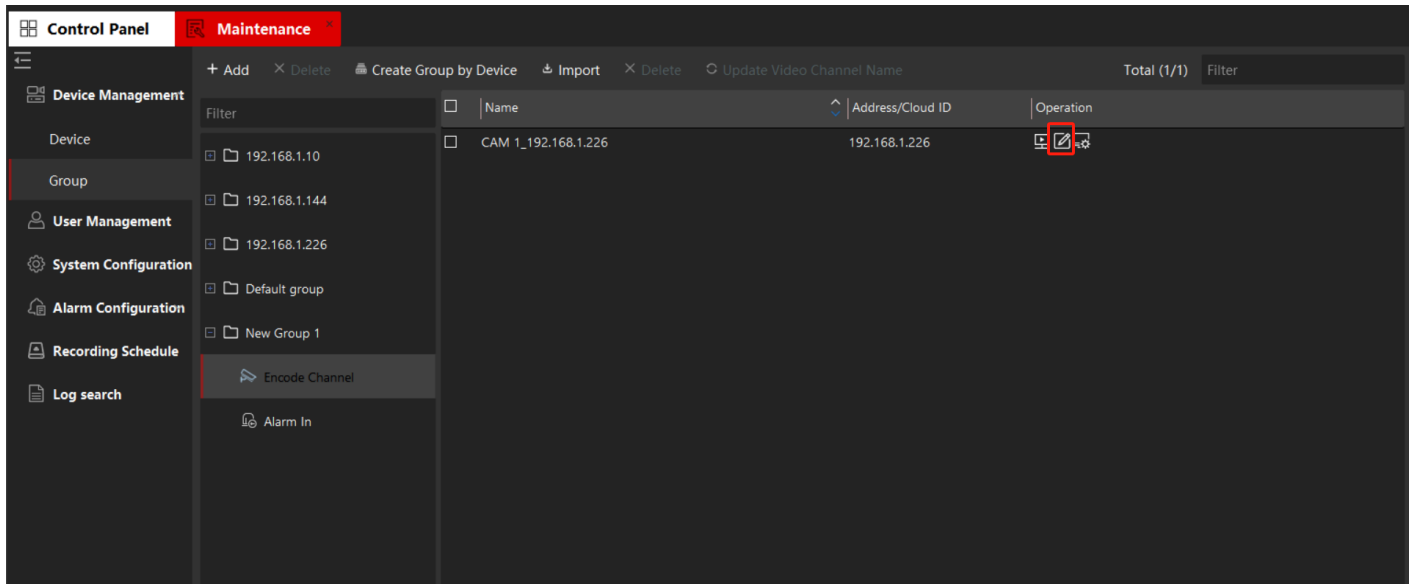 Control Panel Maintenance ×
+ Add × Delete Create Group by Device Import × Delete Update Video Channel Name Total (1/1) Filter
Device Management
Device
Group
User Management
System Configuration
Alarm Configuration
Recording Schedule
Log search
Filter
192.168.1.10
192.168.1.144
192.168.1.226
Default group
New Group 1
Encode Channel
Alarm In
Name Address/Cloud ID Operation
CAM 1_192.168.1.226 192.168.1.226